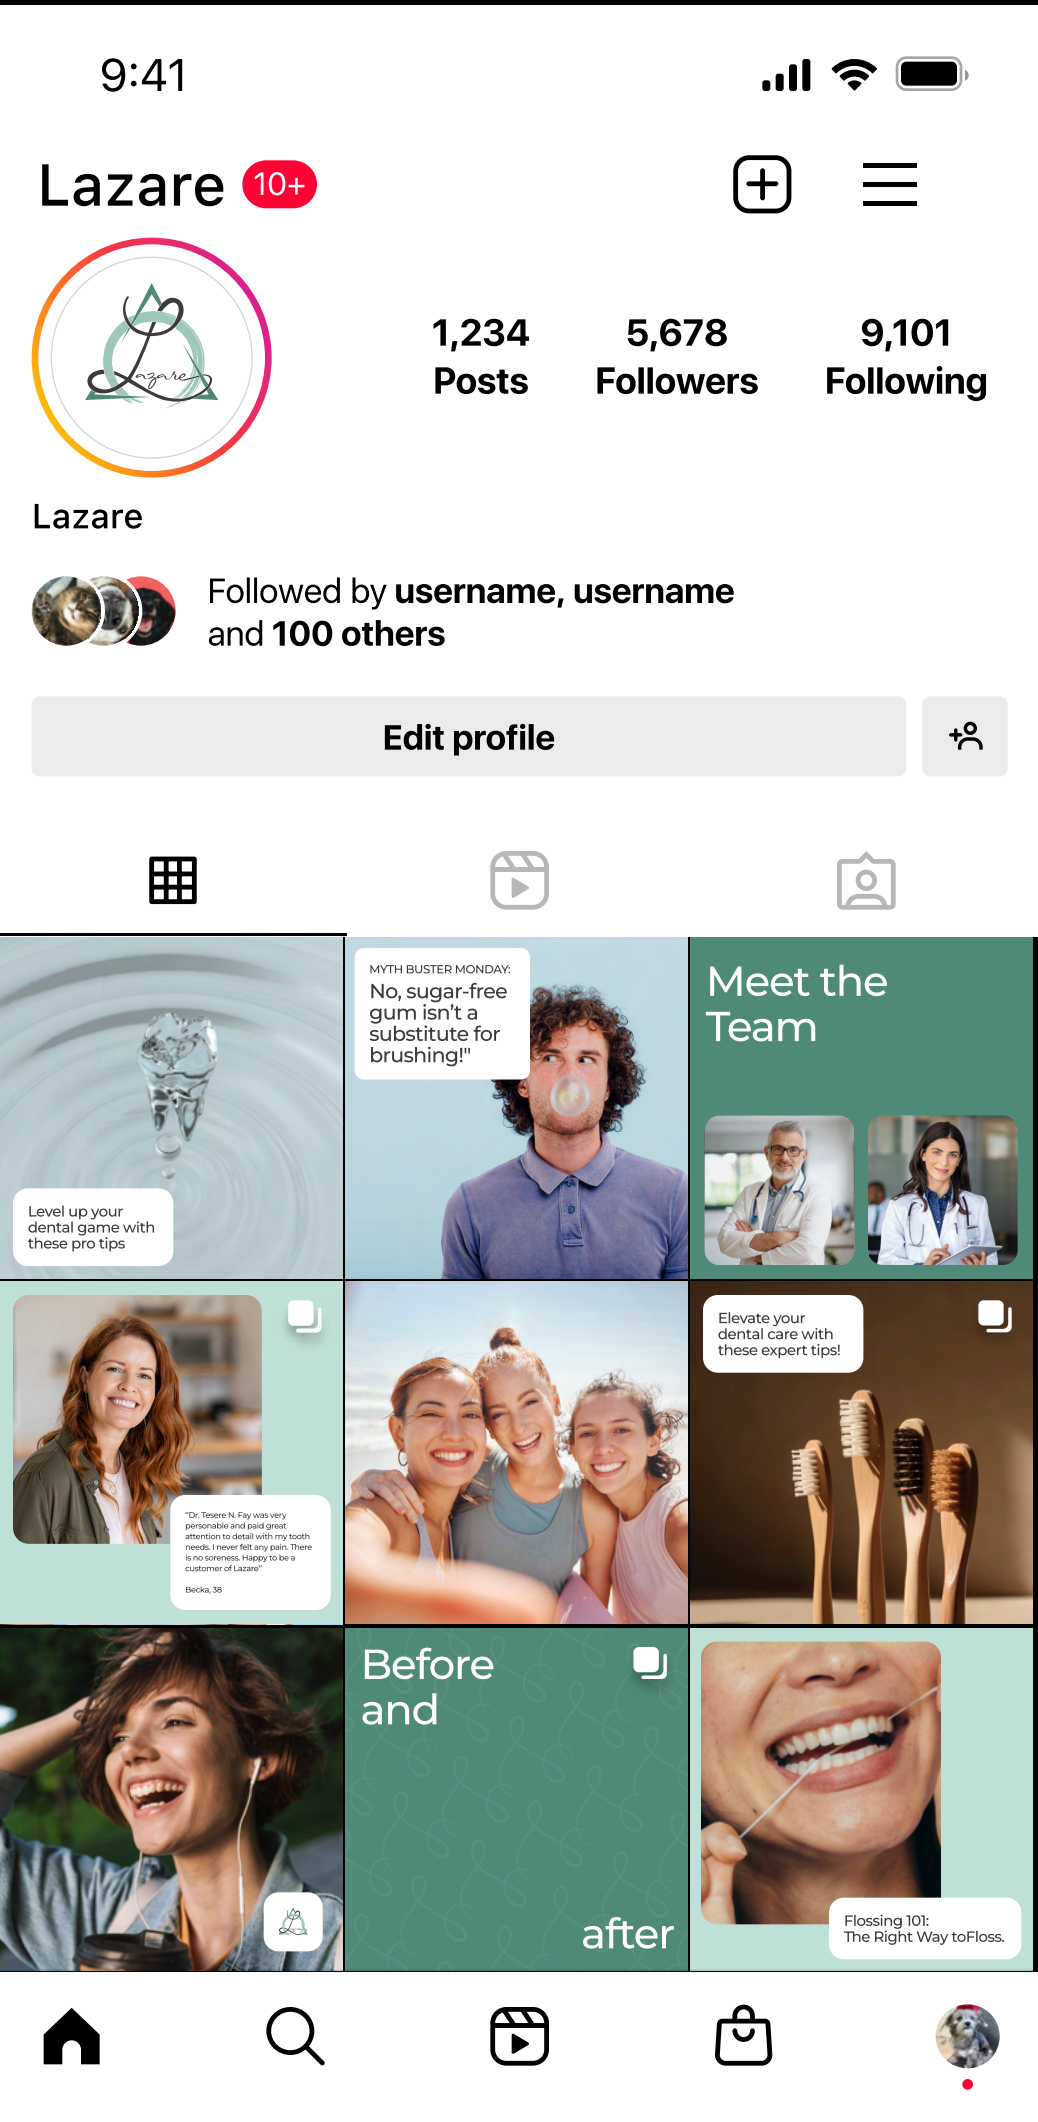 9:41
Lazare 10+
Lazare
1,234
Posts
5,678
Followers
9,101
Following
Lazare
Followed by username, username
and 100 others
Edit profile
Level up your
dental game with
these pro tips
MYTH BUSTER MONDAY:
No, sugar-free
gum isn’t a
substitute for
brushing!"
Meet the
Team
"Dr. Tesere N. Fay was very
personable and paid great
attention to detail with my tooth
needs. I never felt any pain. There
is no soreness. Happy to be a
customer of Lazare"
Becka, 38
Elevate your
dental care with
these expert tips!
Before
and
after
Flossing 101:
The Right Way toFloss.